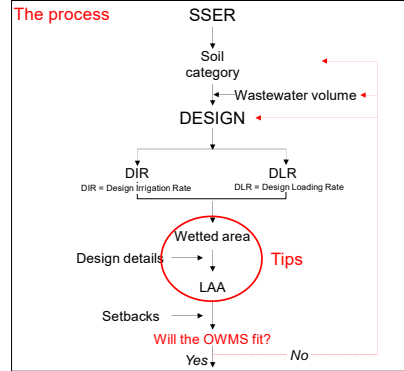 The process
SSER
Soil
category
Wastewater volume
DESIGN
DIR
DLR
DIR = Design Irrigation Rate
DLR = Design Loading Rate
Wetted area
Design details
Tips
LAA
Setbacks
Will the OWMS fit?
Yes
No